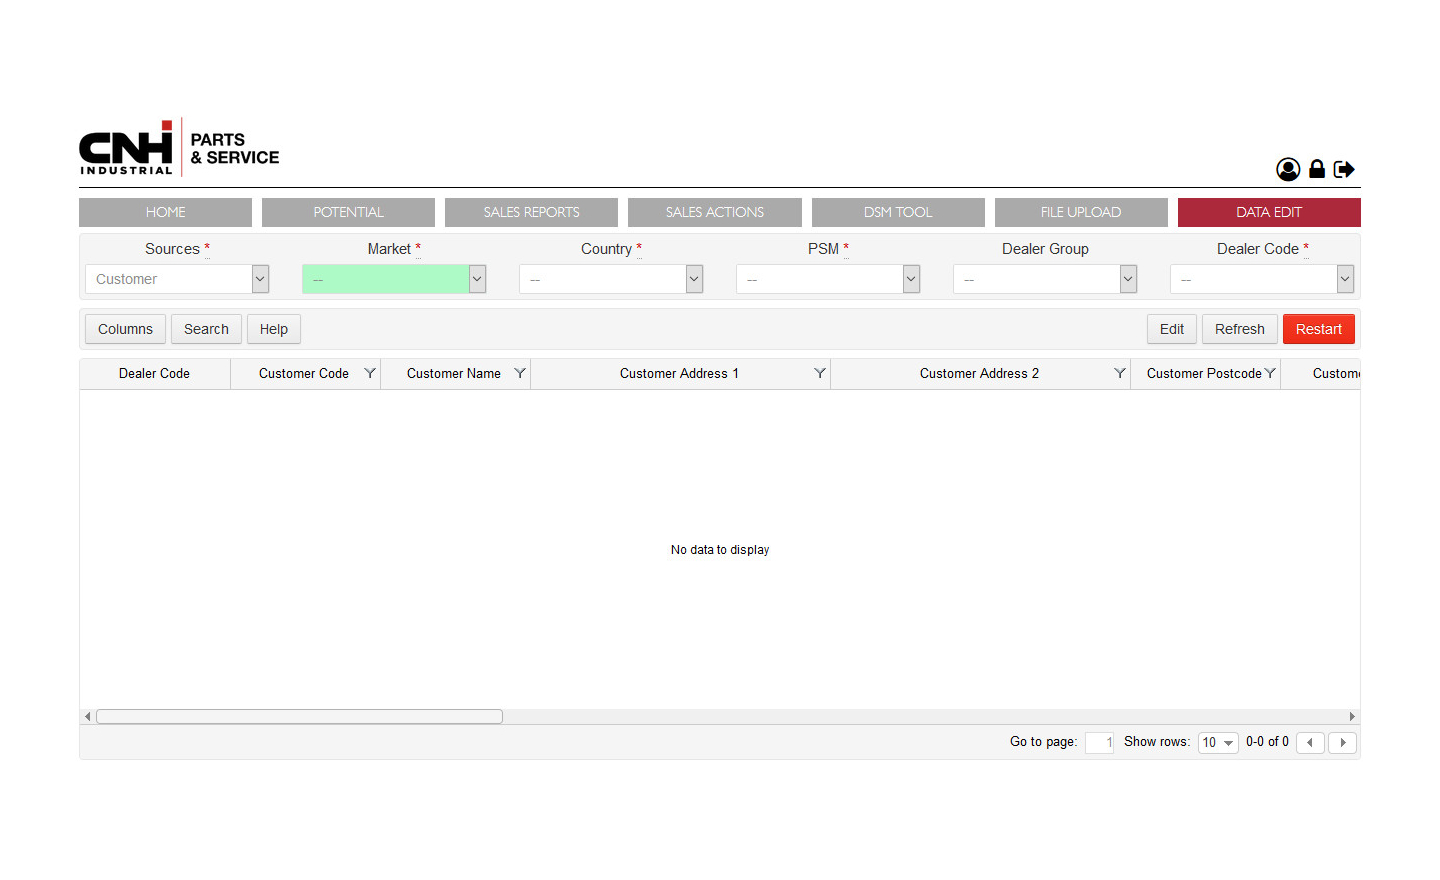 CNH INDUSTRIAL
PARTS
& SERVICE
HOME POTENTIAL SALES REPORTS SALES ACTIONS DSM TOOL FILE UPLOAD DATA EDIT
Sources * Market * Country * PSM * Dealer Group Dealer Code *
Customer -- -- -- -- --
Columns Search Help Edit Refresh Restart
Dealer Code Customer Code Customer Name Customer Address 1 Customer Address 2 Customer Postcode Custome
No data to display
Go to page: 1 Show rows: 10 0-0 of 0